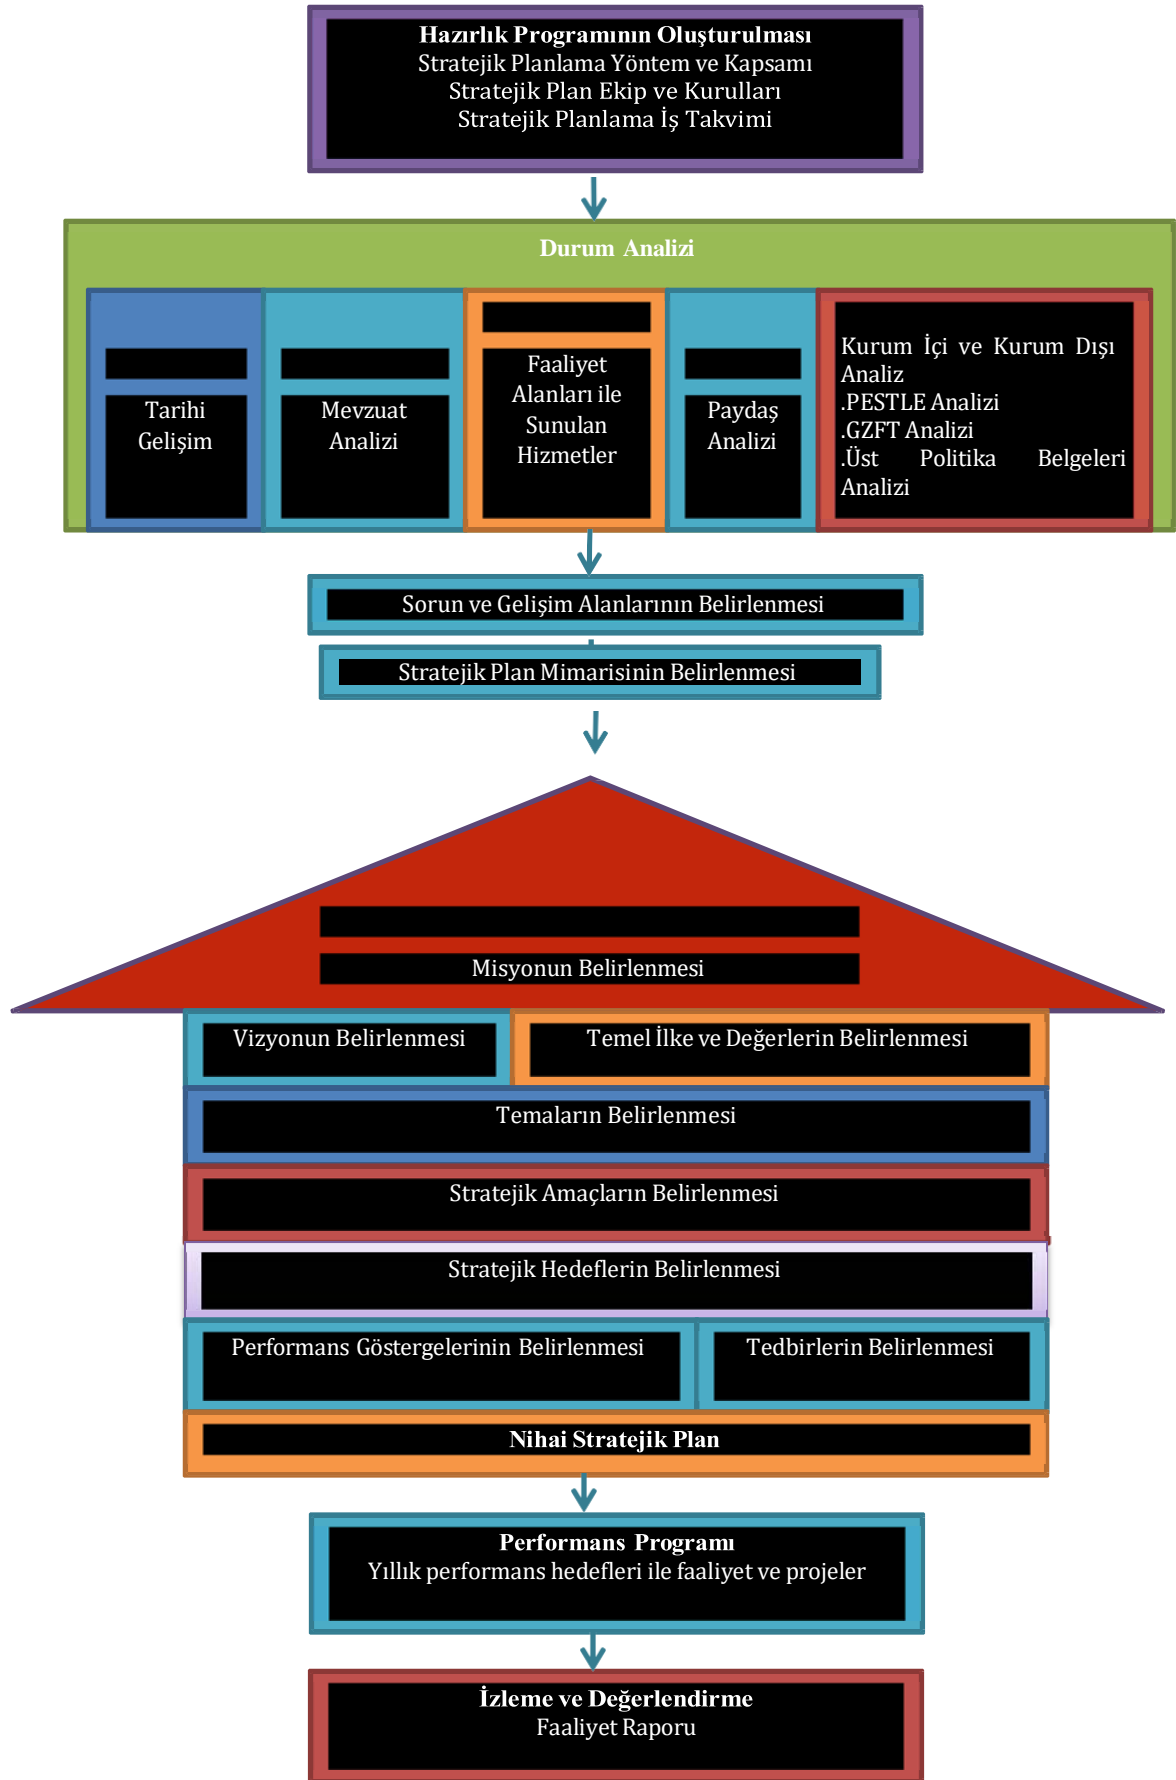 Hazırlık Programının Oluşturulması
Stratejik Planlama Yöntem ve Kapsamı
Stratejik Plan Ekip ve Kurulları
Stratejik Planlama İş Takvimi
Durum Analizi
Tarihi
Gelişim
Mevzuat
Analizi
Faaliyet
Alanları ile
Sunulan
Hizmetler
Paydaş
Analizi
Kurum İçi ve Kurum Dışı
Analiz
.PESTLE Analizi
.GZFT Analizi
.Üst Politika Belgeleri
Analizi
Sorun ve Gelişim Alanlarının Belirlenmesi
Stratejik Plan Mimarisinin Belirlenmesi
Misyonun Belirlenmesi
Vizyonun Belirlenmesi
Temel İlke ve Değerlerin Belirlenmesi
Temaların Belirlenmesi
Stratejik Amaçların Belirlenmesi
Stratejik Hedeflerin Belirlenmesi
Performans Göstergelerinin Belirlenmesi
Tedbirlerin Belirlenmesi
Nihai Stratejik Plan
Performans Programı
Yıllık performans hedefleri ile faaliyet ve projeler
İzleme ve Değerlendirme
Faaliyet Raporu